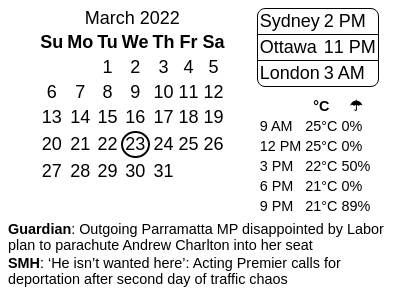 March 2022
Su Mo Tu We Th Fr Sa
1 2 3 4 5
6 7 8 9 10 11 12
13 14 15 16 17 18 19
20 21 22 23 24 25 26
27 28 29 30 31
Sydney 2 PM
Ottawa 11 PM
London 3 AM
°C ☂
9 AM 25°C 0%
12 PM 25°C 0%
3 PM 22°C 50%
6 PM 21°C 0%
9 PM 21°C 89%
Guardian: Outgoing Parramatta MP disappointed by Labor
plan to parachute Andrew Charlton into her seat
SMH: ‘He isn’t wanted here’: Acting Premier calls for
deportation after second day of traffic chaos